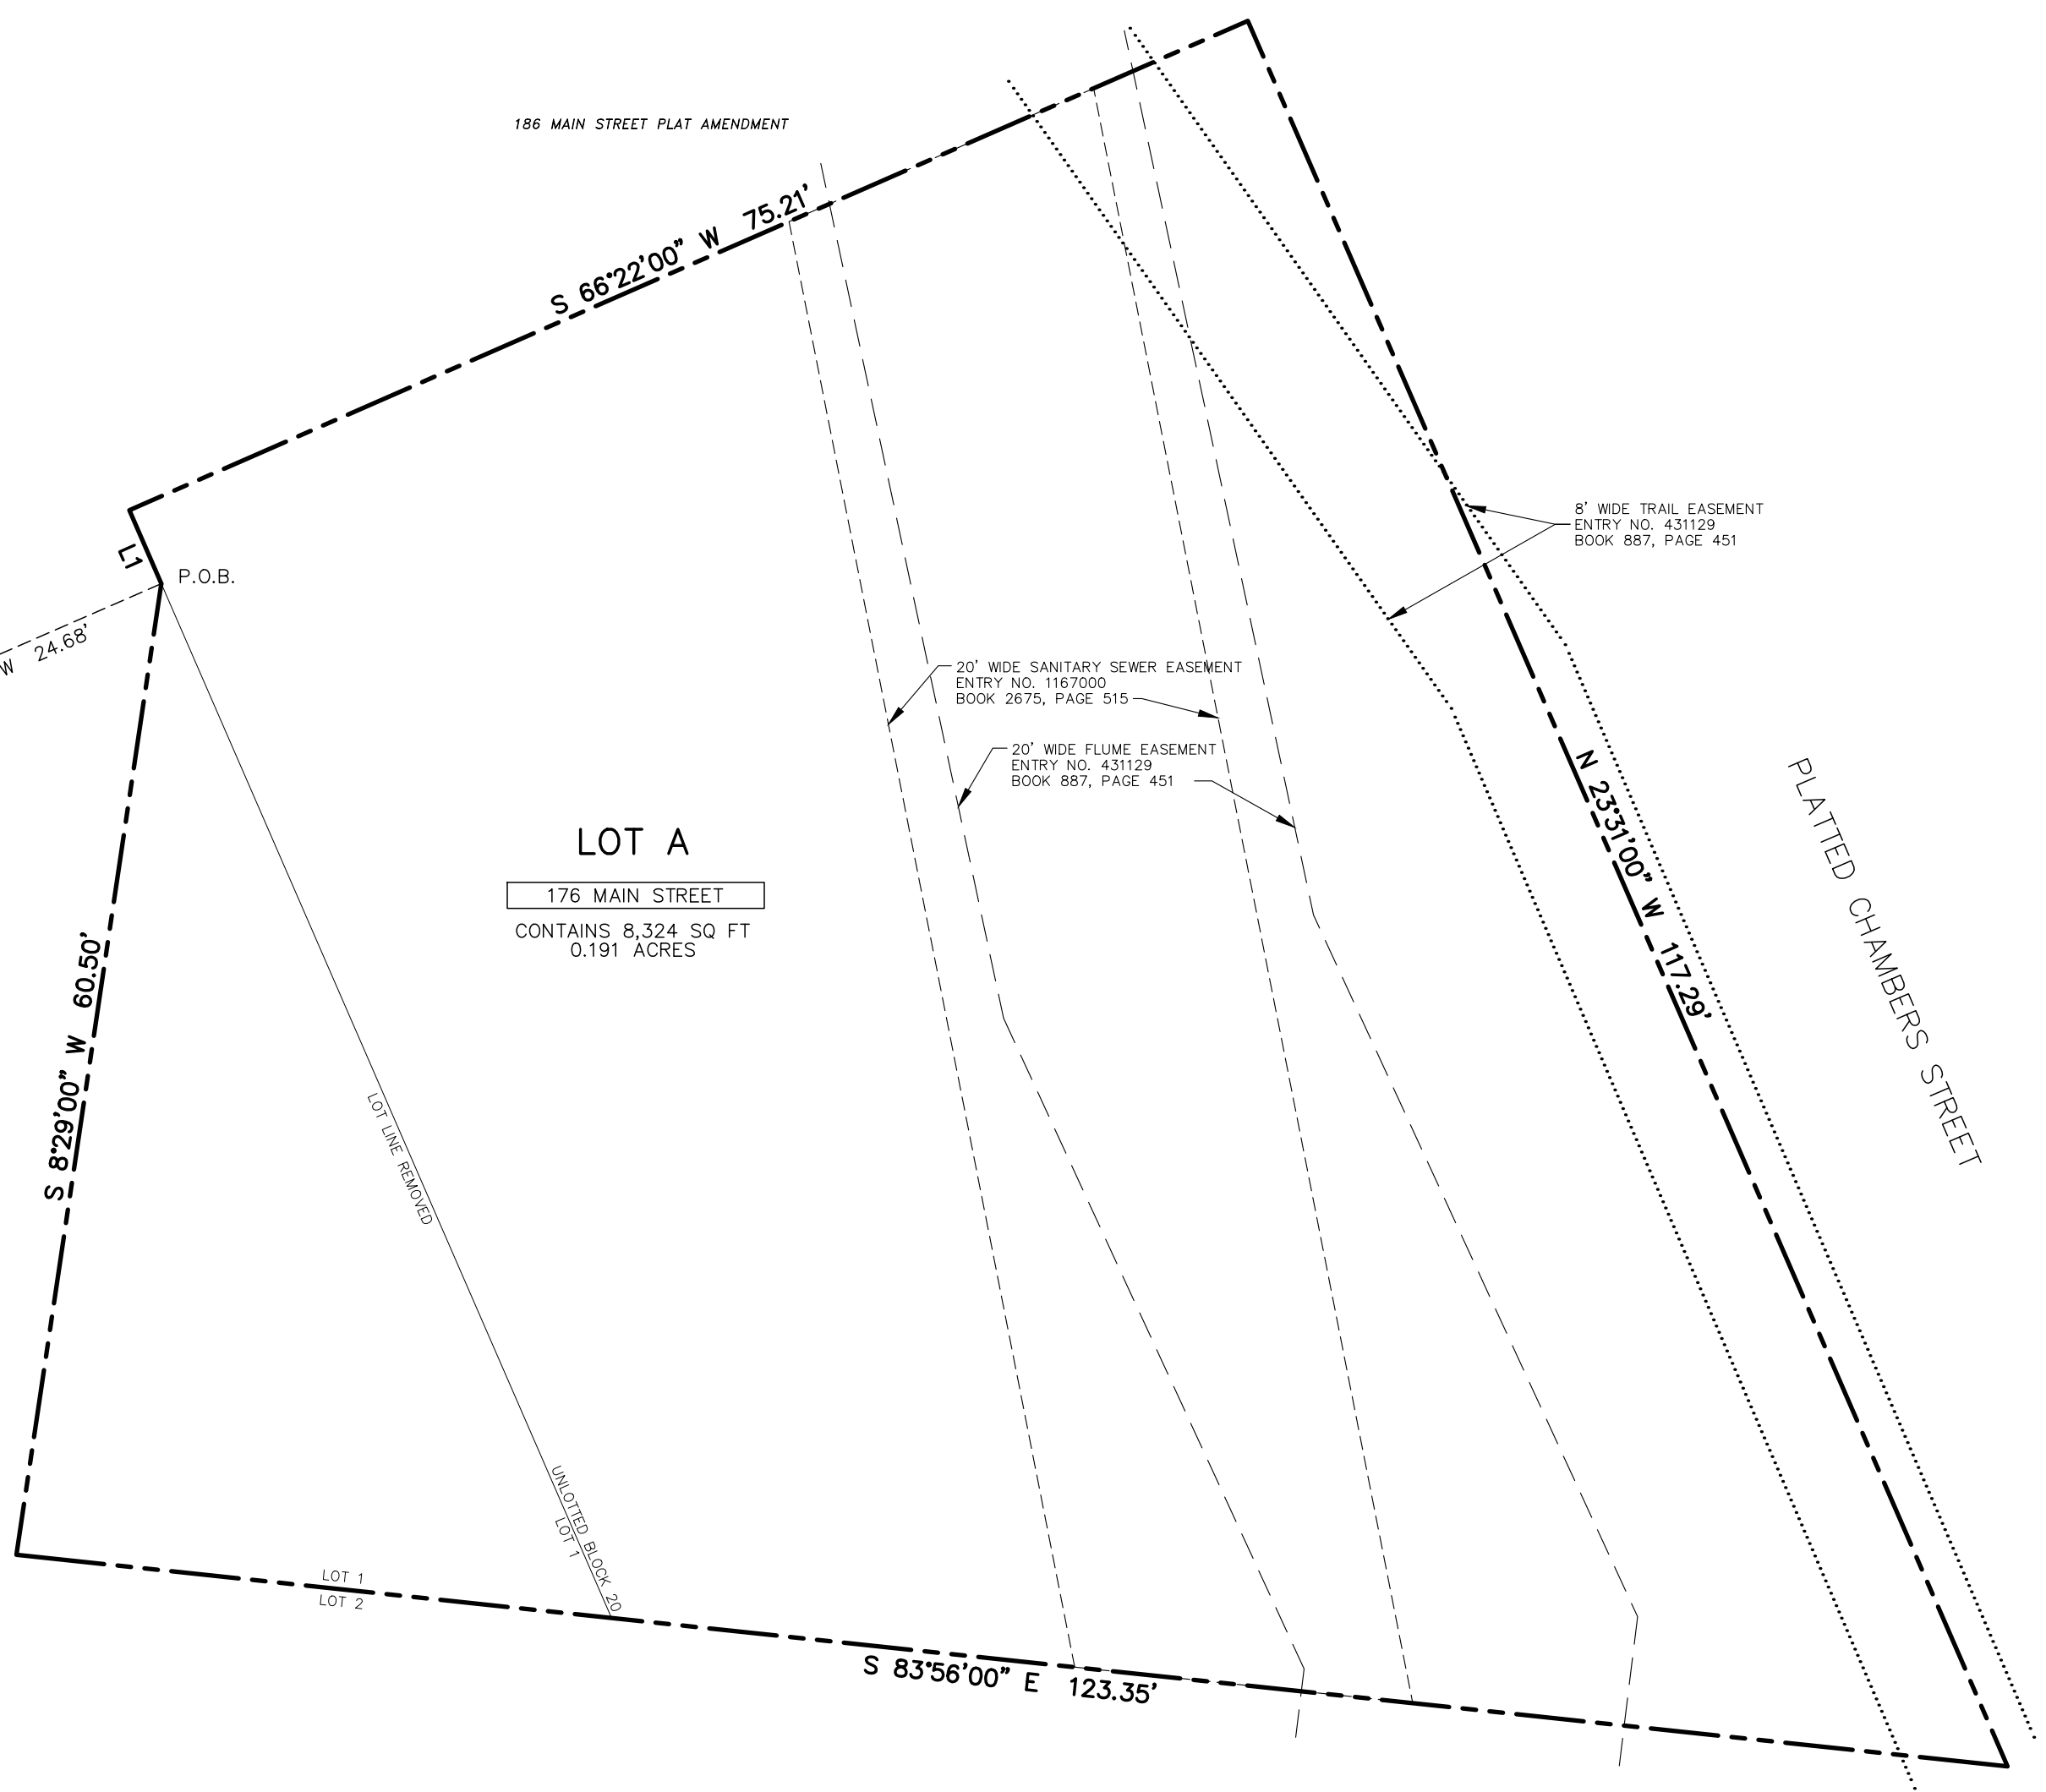 186 MAIN STREET PLAT AMENDMENT
S 66°22'00" W 75.21'
L1
P.O.B.
W 24.68'
8' WIDE TRAIL EASEMENT
ENTRY NO. 431129
BOOK 887, PAGE 451
20' WIDE SANITARY SEWER EASEMENT
ENTRY NO. 1167000
BOOK 2675, PAGE 515
20' WIDE FLUME EASEMENT
ENTRY NO. 431129
BOOK 887, PAGE 451
N 23°31'00" W 117.29'
PLATTED CHAMBERS STREET
LOT A
176 MAIN STREET
CONTAINS 8,324 SQ FT
0.191 ACRES
S 8°29'00" W 60.50'
LOT LINE REMOVED
UNLOTTED BLOCK 20
LOT 1
LOT 1
LOT 2
S 83°56'00" E 123.35'